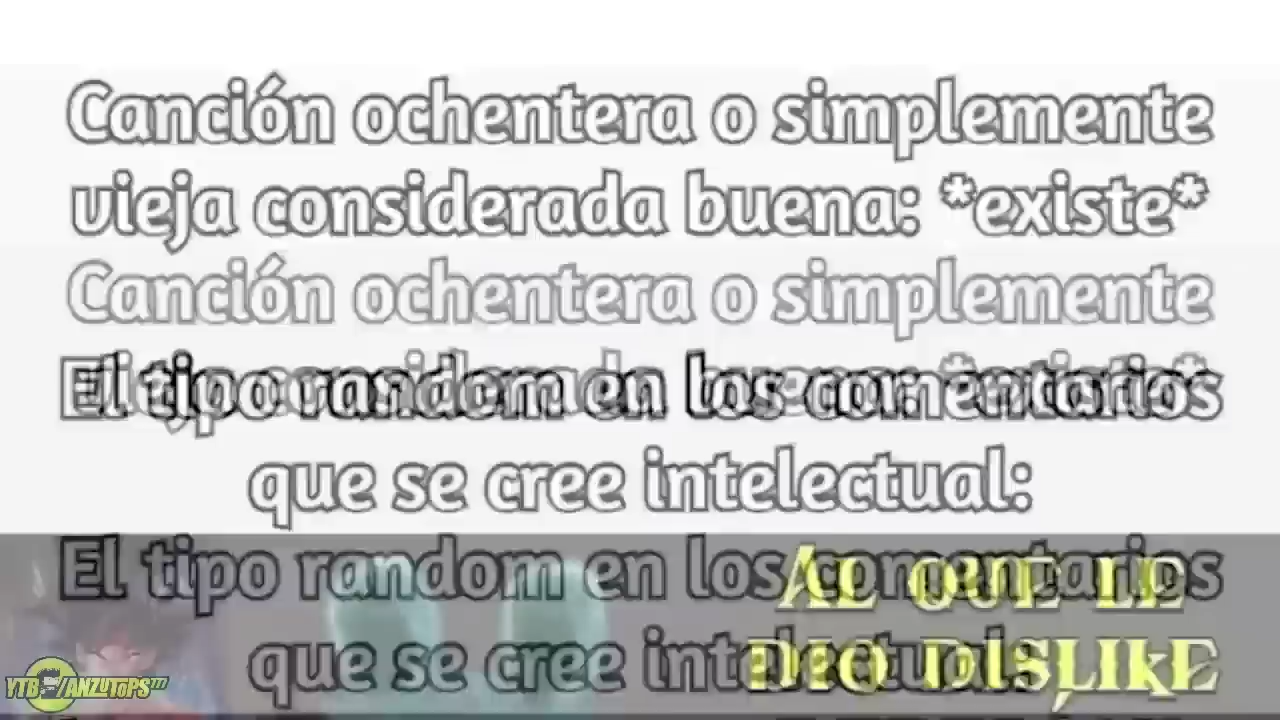 Canción ochentera o simplemente
vieja considerada buena: *existe*
Canción ochentera o simplemente
El tipo random en los comentarios
que se cree intelectual:
El tipo random en los comentarios
AL QUE LE
que se cree intelectual:
DIO DISLIKE
YTB/ANZUTOPS